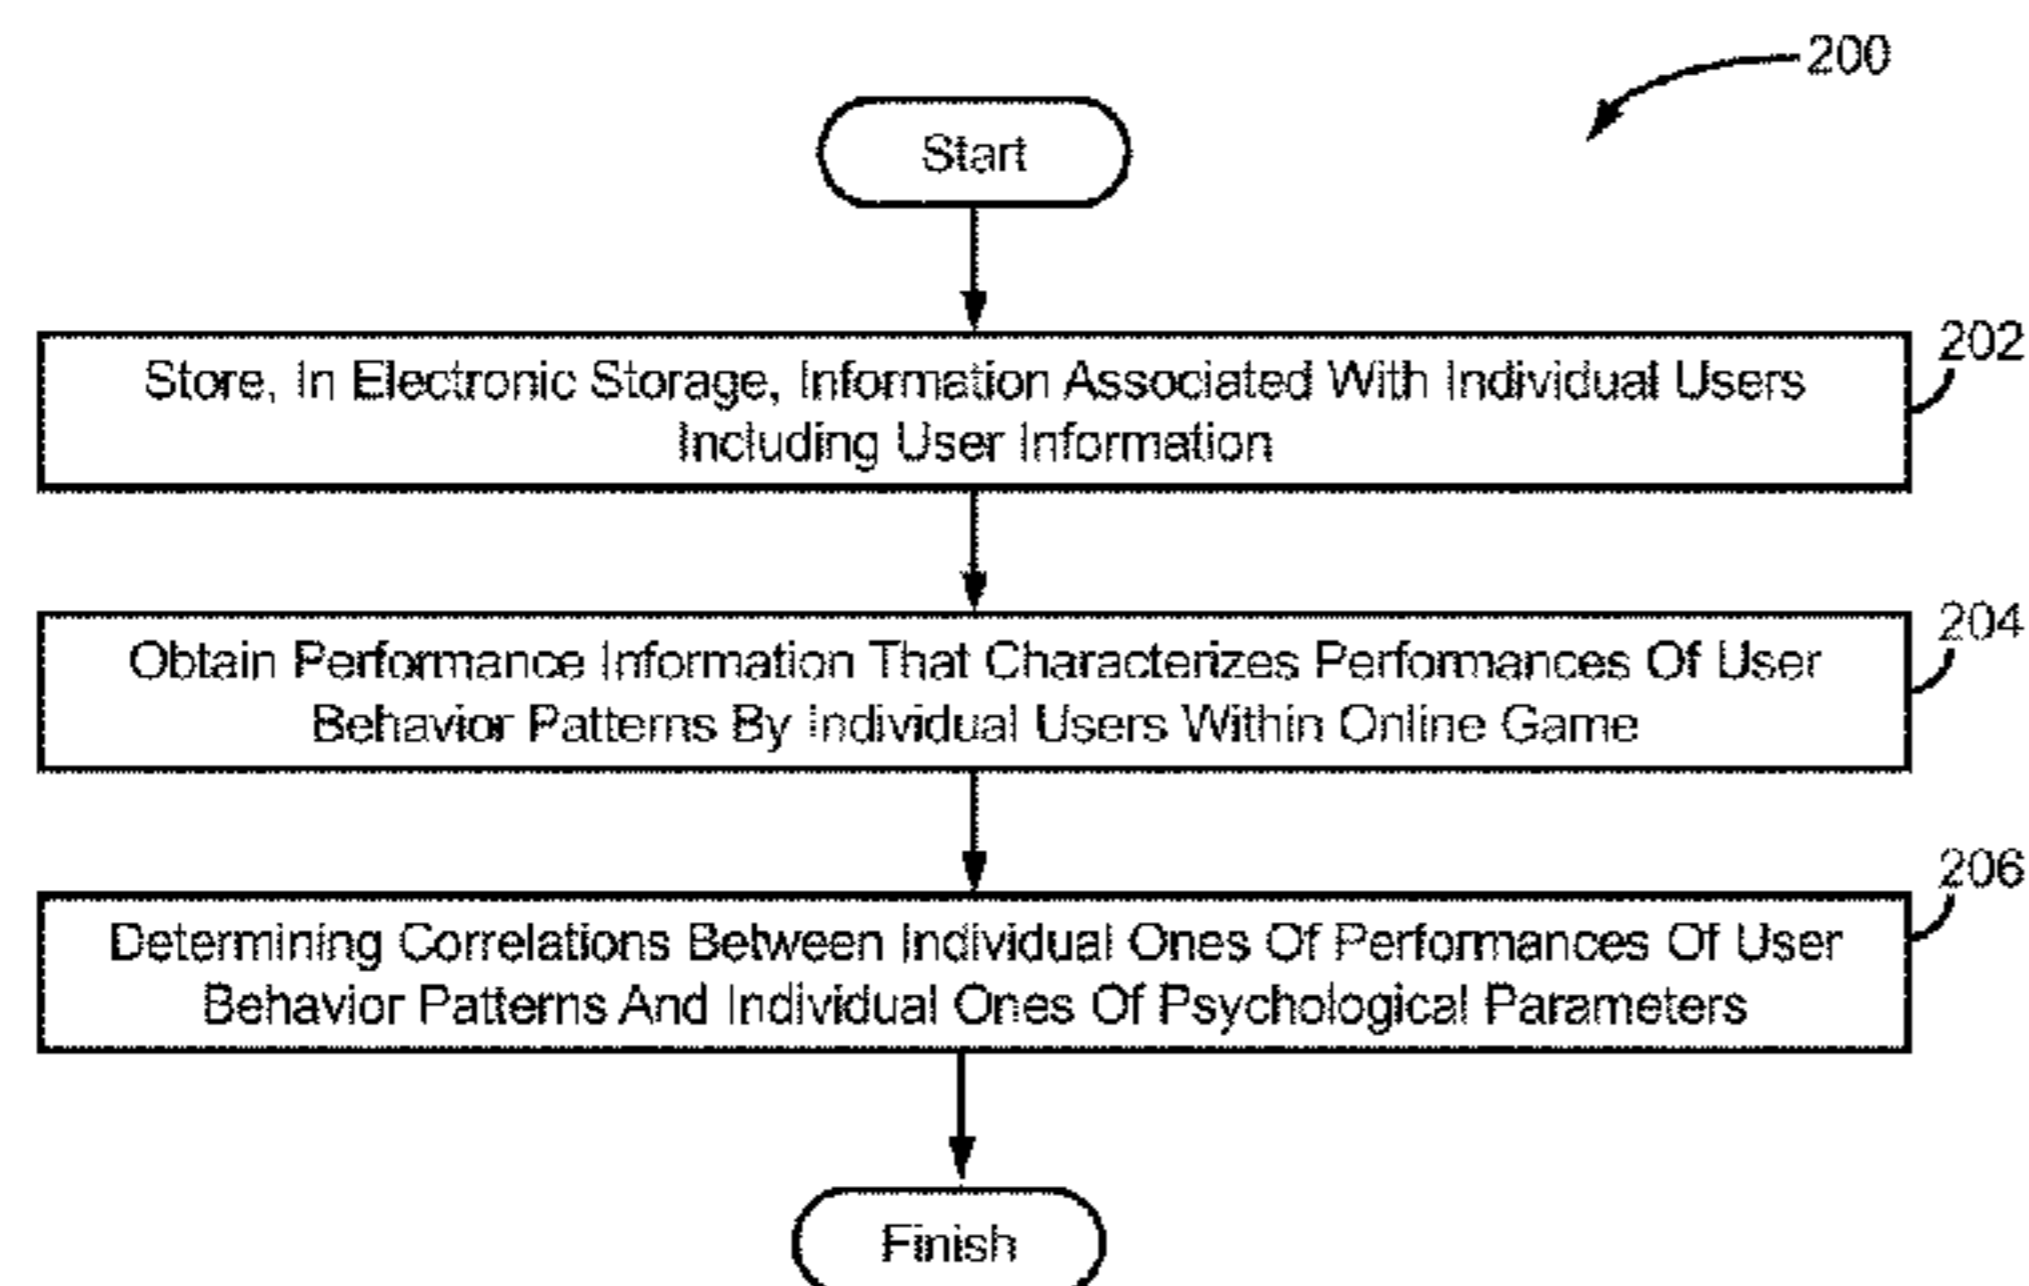 200
Start
202
Store, In Electronic Storage, Information Associated With Individual Users
Including User Information
204
Obtain Performance Information That Characterizes Performances Of User
Behavior Patterns By Individual Users Within Online Game
206
Determining Correlations Between Individual Ones Of Performances Of User
Behavior Patterns And Individual Ones Of Psychological Parameters
Finish